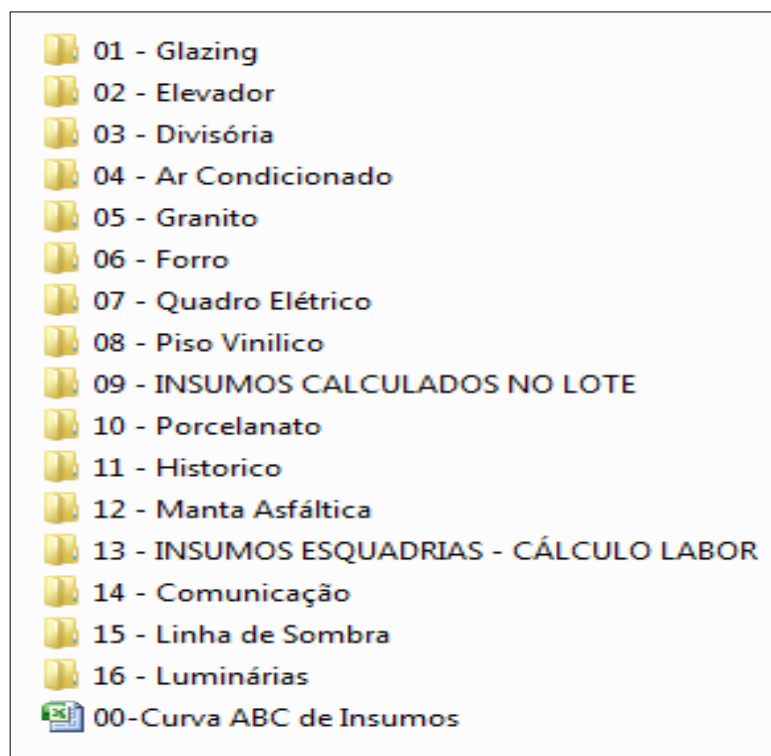 01 - Glazing
02 - Elevador
03 - Divisória
04 - Ar Condicionado
05 - Granito
06 - Forro
07 - Quadro Elétrico
08 - Piso Vinilico
09 - INSUMOS CALCULADOS NO LOTE
10 - Porcelanato
11 - Historico
12 - Manta Asfáltica
13 - INSUMOS ESQUADRIAS - CÁLCULO LABOR
14 - Comunicação
15 - Linha de Sombra
16 - Luminárias
00-Curva ABC de Insumos